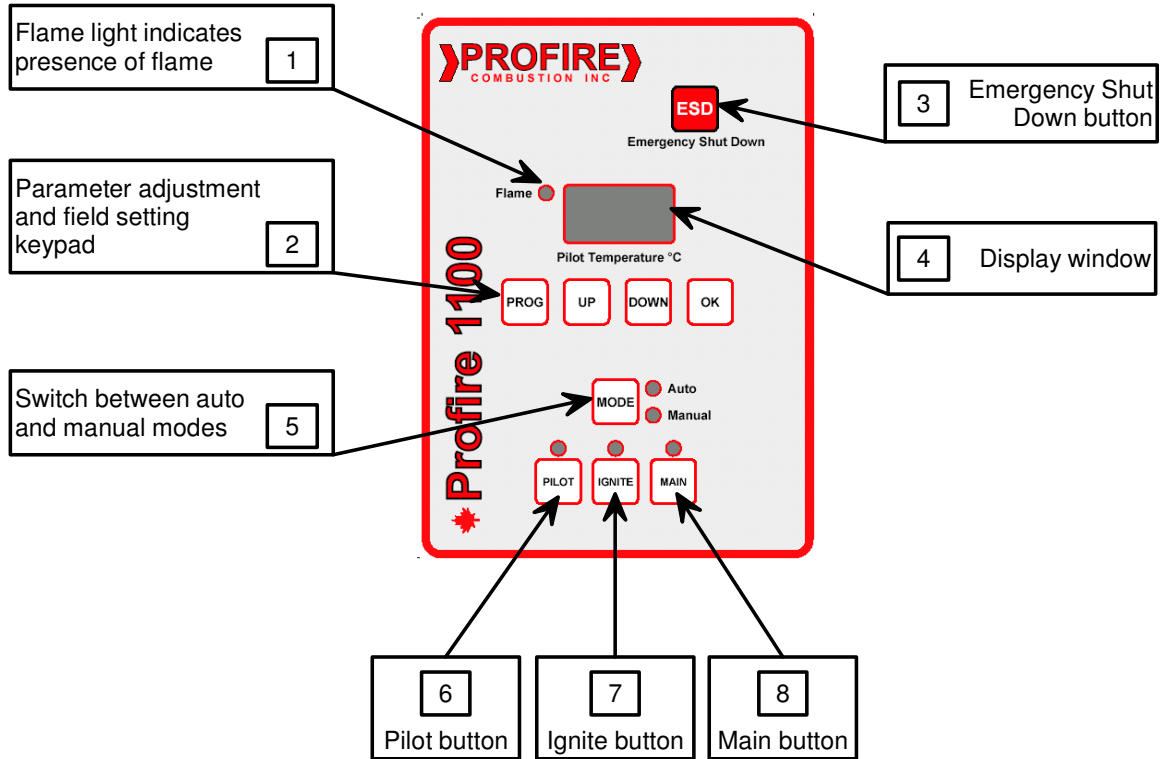 Flame light indicates
presence of flame
1
PROFIRE
COMBUSTION INC
ESD
Emergency Shut Down
3
Emergency Shut
Down button
Parameter adjustment
and field setting
keypad
2
Flame
Pilot Temperature °C
4
Display window
PROG
UP
DOWN
OK
Profire 1100
Switch between auto
and manual modes
5
MODE
Auto
Manual
PILOT
IGNITE
MAIN
6
Pilot button
7
Ignite button
8
Main button